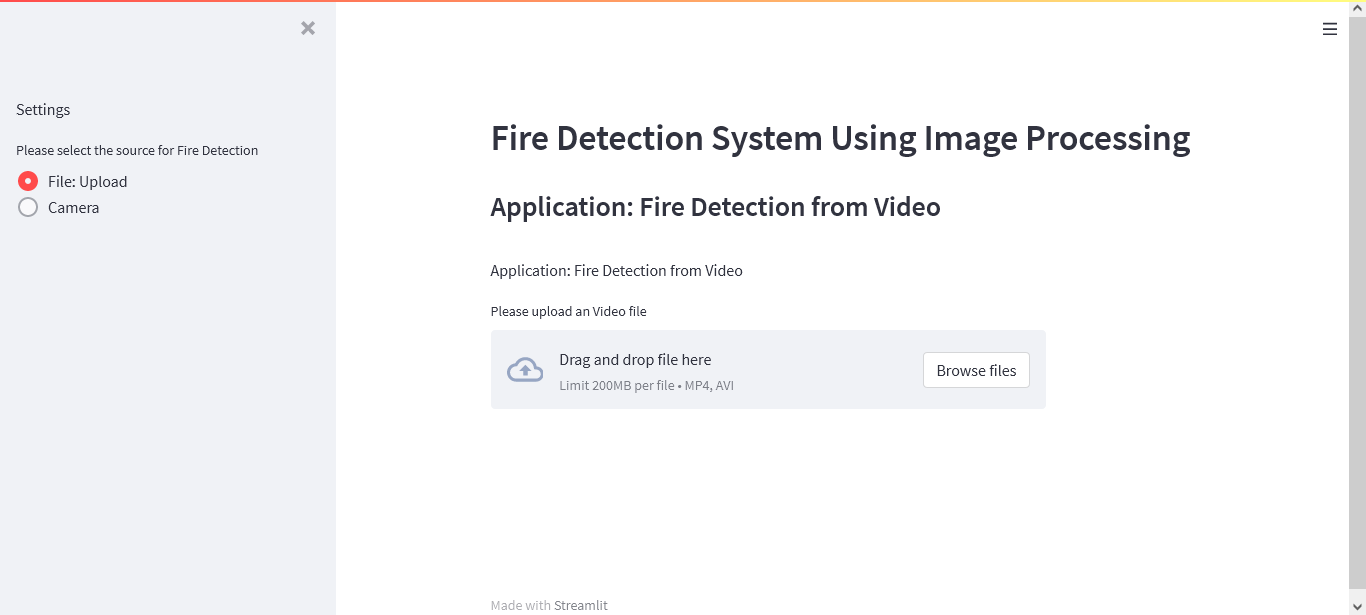 Settings
Please select the source for Fire Detection
File: Upload
Camera
Fire Detection System Using Image Processing
Application: Fire Detection from Video
Application: Fire Detection from Video
Please upload an Video file
Drag and drop file here
Limit 200MB per file • MP4, AVI
Browse files
Made with Streamlit